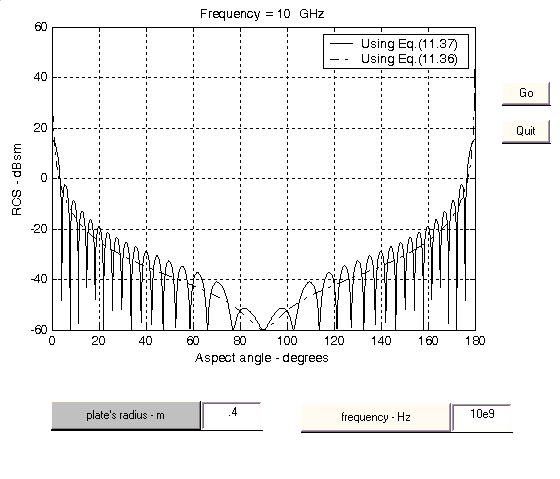 Frequency = 10 GHz
60
40
20
0
-20
-40
-60
RCS - dBsm
Using Eq.(11.37)
Using Eq.(11.36)
0 20 40 60 80 100 120 140 160 180
Aspect angle - degrees
Go
Quit
plate's radius - m .4
frequency - Hz 10e9